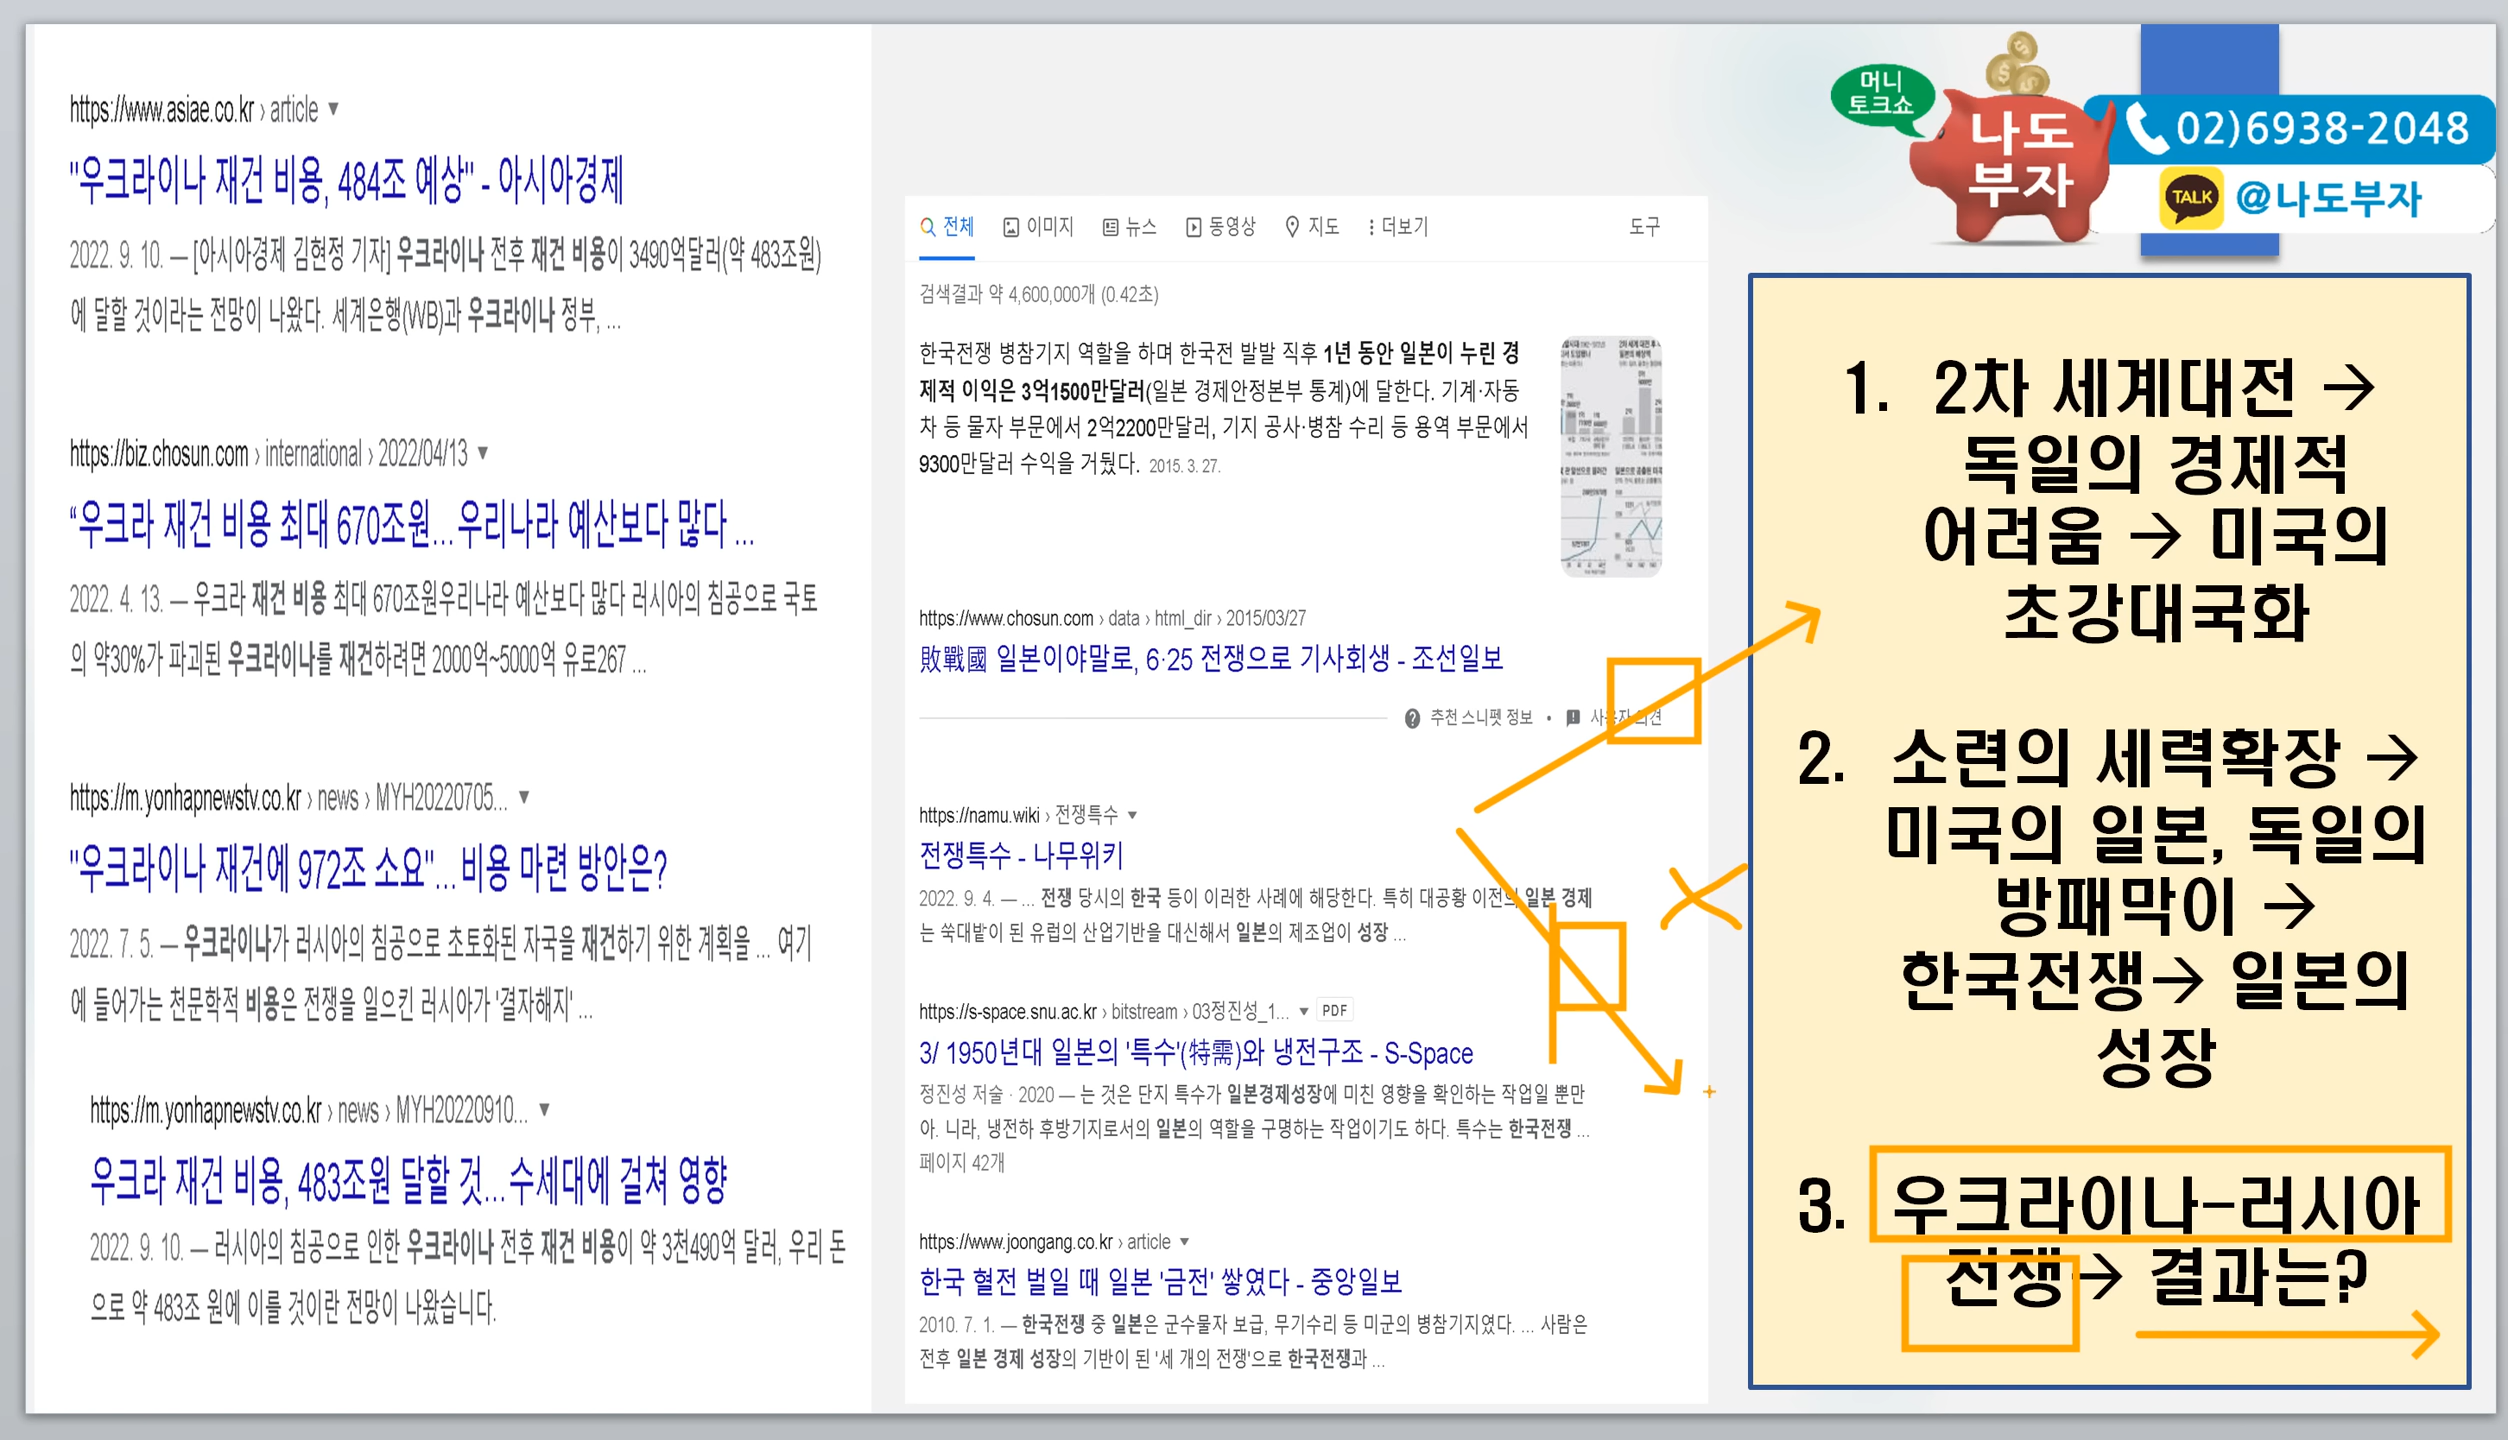 https://www.asiae.co.kr › article ▼
"우크라이나 재건 비용, 484조 예상" - 아시아경제
2022. 9. 10. — [아시아경제 김현정 기자] 우크라이나 전후 재건 비용이 3490억달러(약 483조원)
에 달할 것이라는 전망이 나왔다. 세계은행(WB)과 우크라이나 정부, ...
https://biz.chosun.com › international › 2022/04/13 ▼
“우크라 재건 비용 최대 670조원...우리나라 예산보다 많다 ...
2022. 4. 13. — 우크라 재건 비용 최대 670조원우리나라 예산보다 많다 러시아의 침공으로 국토
의 약30%가 파괴된 우크라이나를 재건하려면 2000억~5000억 유로267 ...
https://m.yonhapnewstv.co.kr › news › MYH20220705... ▼
"우크라이나 재건에 972조 소요"...비용 마련 방안은?
2022. 7. 5. — 우크라이나가 러시아의 침공으로 초토화된 자국을 재건하기 위한 계획을 ... 여기
에 들어가는 천문학적 비용은 전쟁을 일으킨 러시아가 '결자해지' ...
https://m.yonhapnewstv.co.kr › news › MYH20220910... ▼
우크라 재건 비용, 483조원 달할 것...수세대에 걸쳐 영향
2022. 9. 10. — 러시아의 침공으로 인한 우크라이나 전후 재건 비용이 약 3천490억 달러, 우리 돈
으로 약 483조 원에 이를 것이란 전망이 나왔습니다.
전체 이미지 뉴스 동영상 지도 더보기 도구
검색결과 약 4,600,000개 (0.42초)
한국전쟁 병참기지 역할을 하며 한국전 발발 직후 1년 동안 일본이 누린 경
제적 이익은 3억1500만달러(일본 경제안정본부 통계)에 달한다. 기계·자동
차 등 물자 부문에서 2억2200만달러, 기지 공사·병참 수리 등 용역 부문에서
9300만달러 수익을 거뒀다. 2015. 3. 27.
https://www.chosun.com › data › html_dir › 2015/03/27
敗戰國 일본이야말로, 6·25 전쟁으로 기사회생 - 조선일보
추천 스니펫 정보 • 사용자 의견
https://namu.wiki › 전쟁특수 ▼
전쟁특수 - 나무위키
2022. 9. 4. — ... 전쟁 당시의 한국 등이 이러한 사례에 해당한다. 특히 대공황 이전의 일본 경제
는 쑥대밭이 된 유럽의 산업기반을 대신해서 일본의 제조업이 성장 ...
https://s-space.snu.ac.kr › bitstream › 03정진성_1... ▼ PDF
3/ 1950년대 일본의 '특수'(特需)와 냉전구조 - S-Space
정진성 저술 · 2020 — 는 것은 단지 특수가 일본경제성장에 미친 영향을 확인하는 작업일 뿐만
아. 니라, 냉전하 후방기지로서의 일본의 역할을 구명하는 작업이기도 하다. 특수는 한국전쟁 ...
페이지 42개
https://www.joongang.co.kr › article ▼
한국 혈전 벌일 때 일본 '금전' 쌓였다 - 중앙일보
2010. 7. 1. — 한국전쟁 중 일본은 군수물자 보급, 무기수리 등 미군의 병참기지였다. ... 사람은
전후 일본 경제 성장의 기반이 된 '세 개의 전쟁'으로 한국전쟁과 ...
머니
토크쇼
나도
부자
02)6938-2048
TALK @나도부자
1. 2차 세계대전 →
독일의 경제적
어려움 → 미국의
초강대국화
2. 소련의 세력확장 →
미국의 일본, 독일의
방패막이 →
한국전쟁→ 일본의
성장
3. 우크라이나-러시아
전쟁→ 결과는?